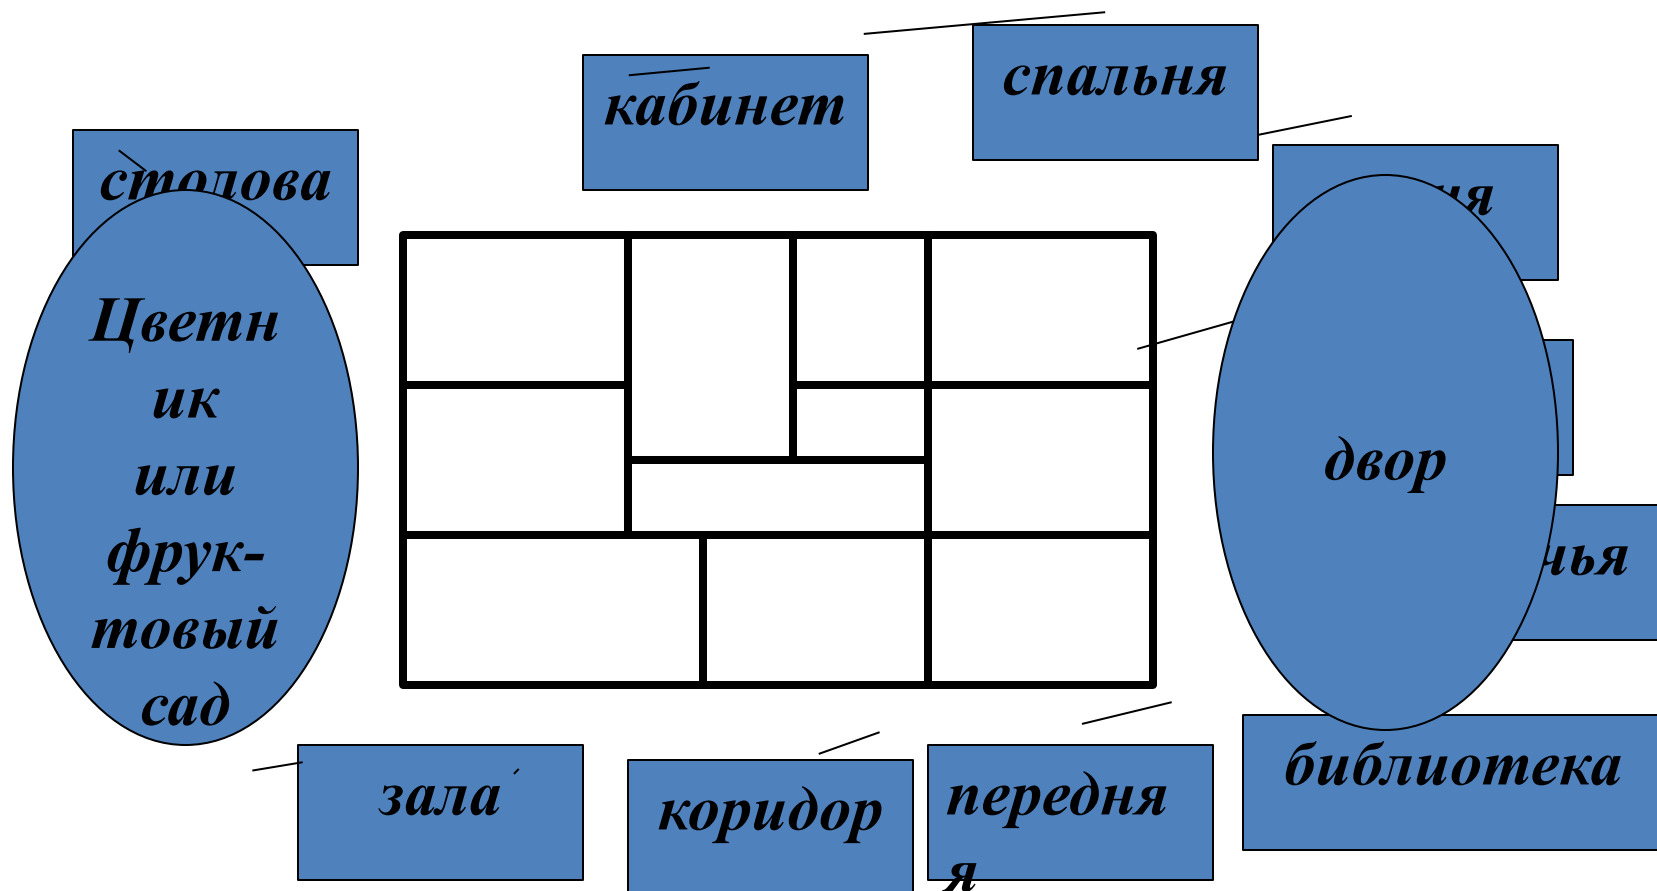 спальня
кабинет
столова
Цветн
ик
или
фрук-
товый
сад
двор
зала
коридор
передня
я
библиотека